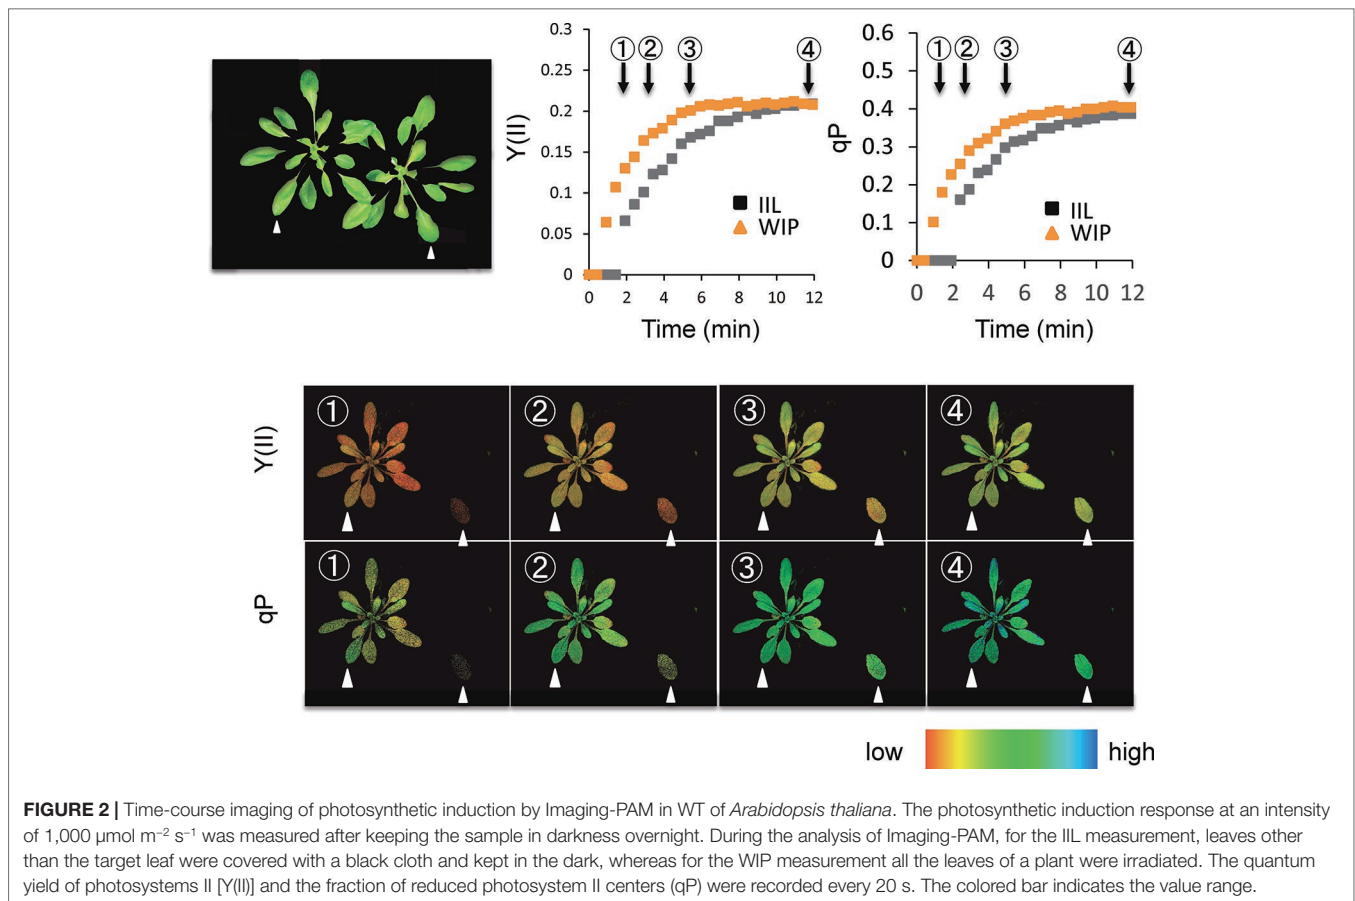 0.3
0.25
0.2
0.15
0.1
0.05
0
Y(II)
① ② ③ ④
IIL
WIP
0 2 4 6 8 10 12
Time (min)
0.6
0.5
0.4
0.3
0.2
0.1
0
qP
① ② ③ ④
IIL
WIP
0 2 4 6 8 10 12
Time (min)
Y(II)
① ② ③ ④
qP
① ② ③ ④
low high
FIGURE 2 | Time-course imaging of photosynthetic induction by Imaging-PAM in WT of Arabidopsis thaliana. The photosynthetic induction response at an intensity
of 1,000 µmol m⁻² s⁻¹ was measured after keeping the sample in darkness overnight. During the analysis of Imaging-PAM, for the IIL measurement, leaves other
than the target leaf were covered with a black cloth and kept in the dark, whereas for the WIP measurement all the leaves of a plant were irradiated. The quantum
yield of photosystems II [Y(II)] and the fraction of reduced photosystem II centers (qP) were recorded every 20 s. The colored bar indicates the value range.